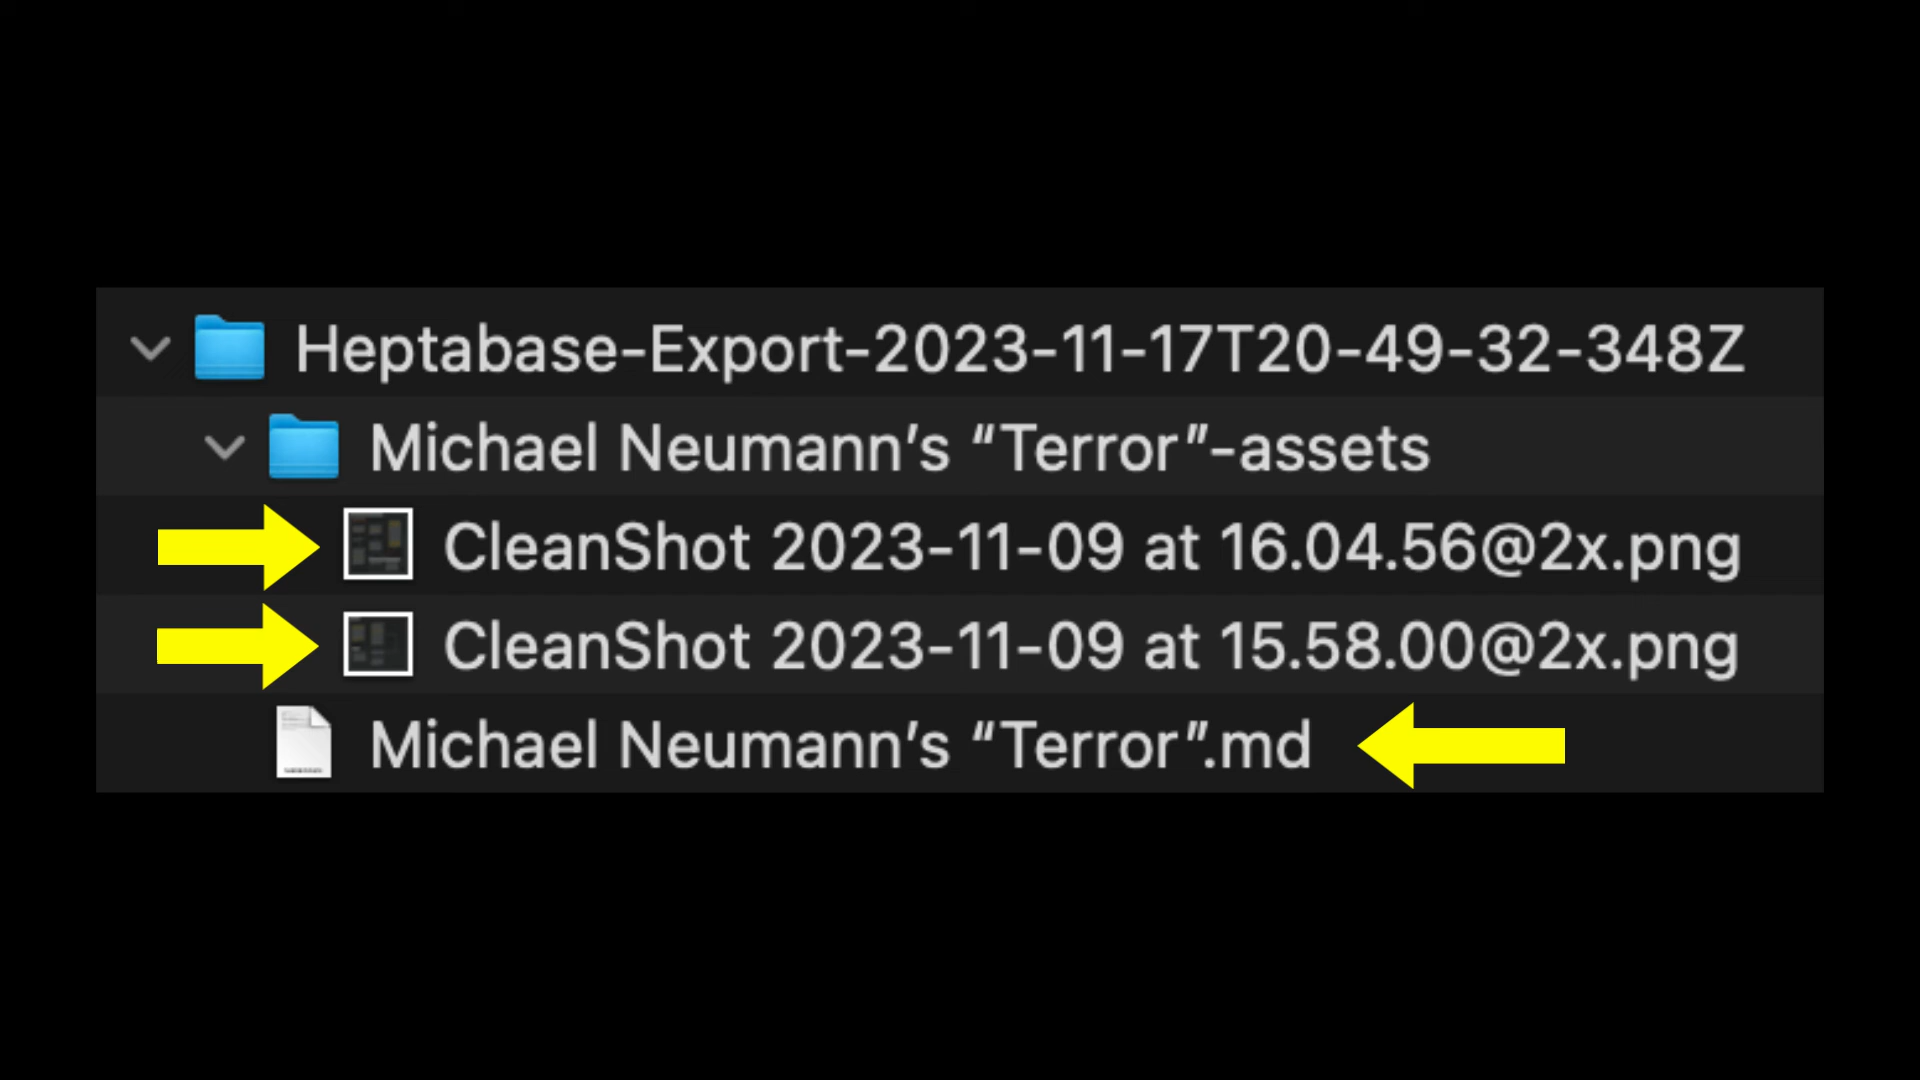 Heptabase-Export-2023-11-17T20-49-32-348Z
Michael Neumann’s “Terror”-assets
CleanShot 2023-11-09 at 16.04.56@2x.png
CleanShot 2023-11-09 at 15.58.00@2x.png
Michael Neumann’s “Terror”.md